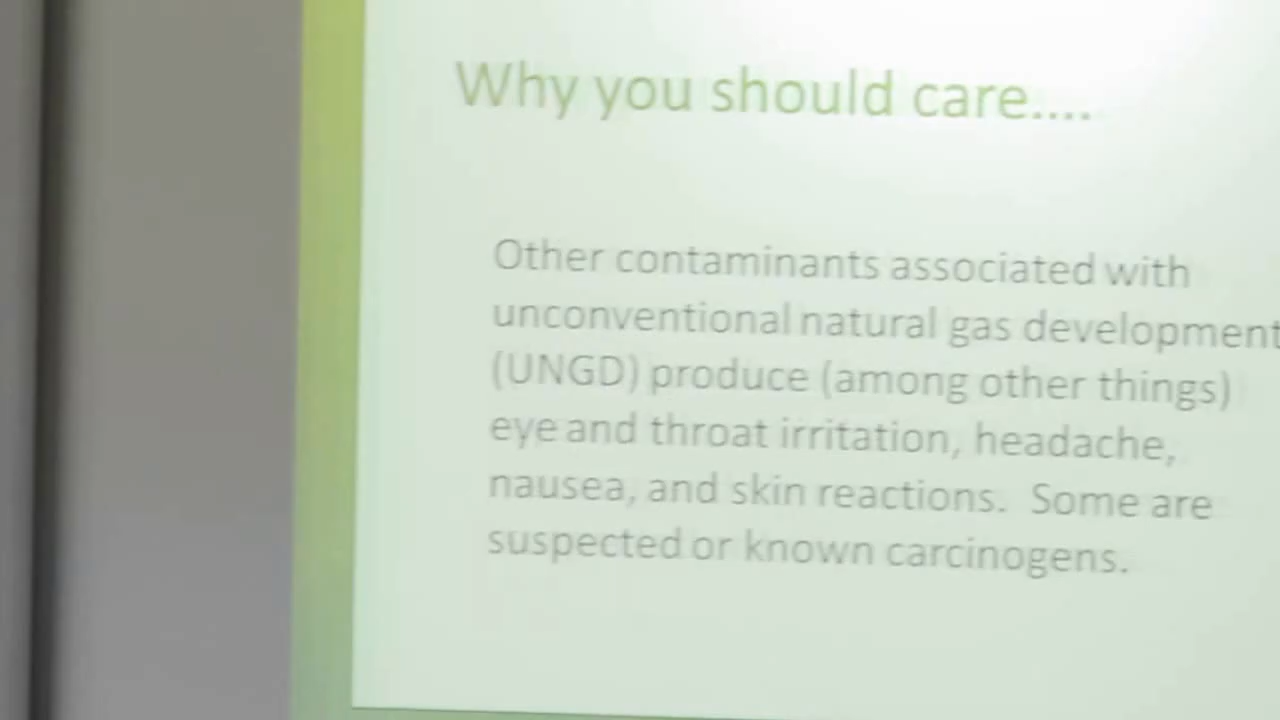 Why you should care....
Other contaminants associated with
unconventional natural gas development
(UNGD) produce (among other things)
eye and throat irritation, headache,
nausea, and skin reactions.  Some are
suspected or known carcinogens.